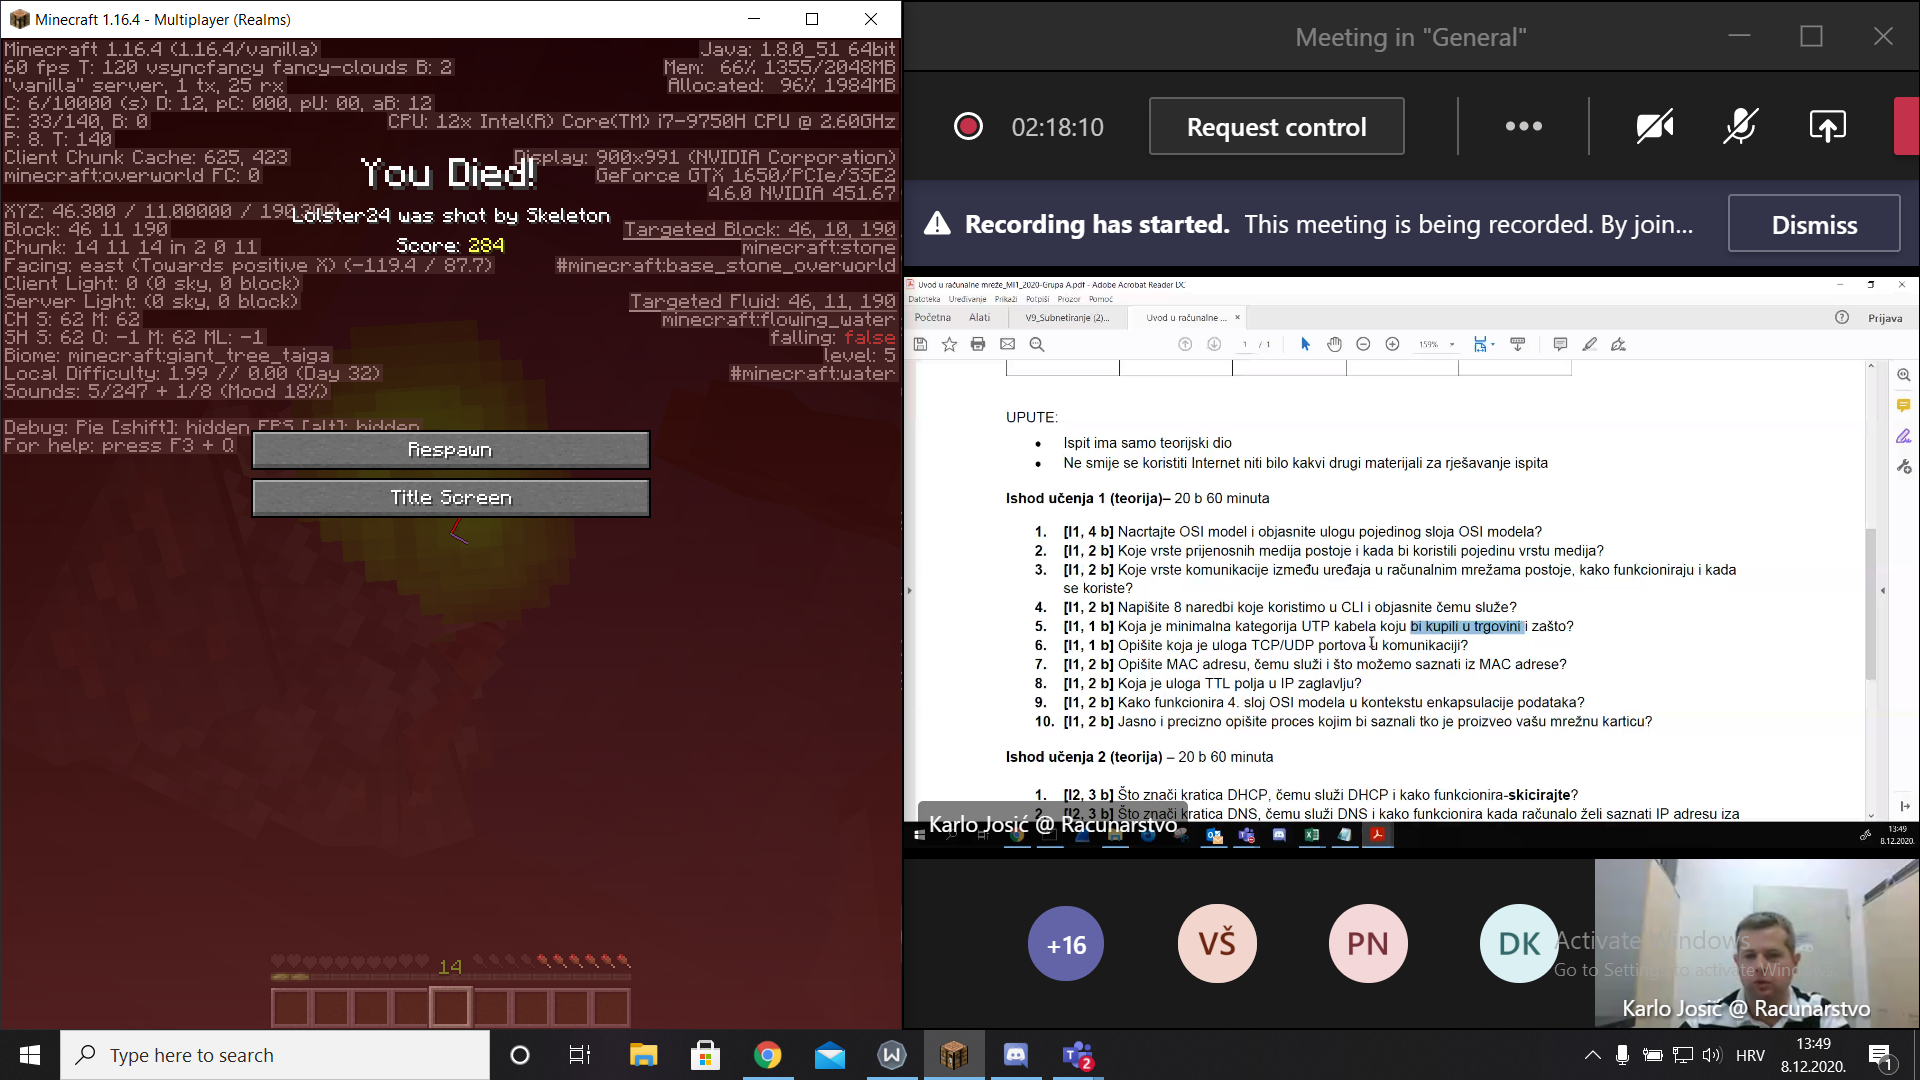 Minecraft 1.16.4 - Multiplayer (Realms)
Minecraft 1.16.4 (1.16.4/vanilla)
60 fps T: 120 vsyncfancy fancy-clouds B: 2
"vanilla" server, 1 tx, 25 rx
C: 6/10000 (s) D: 12, pC: 000, pU: 00, aB: 12
E: 33/140, B: 0
P: 8. T: 140
Client Chunk Cache: 625, 423
minecraft:overworld FC: 0
XYZ: 46.300 / 11.00000 / 190.300
Block: 46 11 190
Chunk: 14 11 14 in 2 0 11
Facing: east (Towards positive X) (-119.4 / 87.7)
Client Light: 0 (0 sky, 0 block)
Server Light: (0 sky, 0 block)
CH S: 62 M: 62
SH S: 62 O: -1 M: 62 ML: -1
Biome: minecraft:giant_tree_taiga
Local Difficulty: 1.99 // 0.00 (Day 32)
Sounds: 5/247 + 1/8 (Mood 18%)
Debug: Pie [shift]: hidden FPS [alt]: hidden
For help: press F3 + Q
Java: 1.8.0_51 64bit
Mem: 66% 1355/2048MB
Allocated: 96% 1984MB
CPU: 12x Intel(R) Core(TM) i7-9750H CPU @ 2.60GHz
Display: 900x991 (NVIDIA Corporation)
GeForce GTX 1650/PCIe/SSE2
4.6.0 NVIDIA 451.67
Targeted Block: 46, 10, 190
minecraft:stone
#minecraft:base_stone_overworld
Targeted Fluid: 46, 11, 190
minecraft:flowing_water
falling: false
level: 5
#minecraft:water
You Died!
Lolster24 was shot by Skeleton
Score: 284
Respawn
Title Screen
14
Meeting in "General"
02:18:10
Request control
Recording has started. This meeting is being recorded. By join...
Dismiss
Uvod u računalne mreže_MI1_2020-Grupa A.pdf - Adobe Acrobat Reader DC
Datoteka Uređivanje Prikaži Potpiši Prozor Pomoć
Početna Alati V9_Subnetiranje (2)... Uvod u računalne ... × Prijava
1 / 1 159%
UPUTE:
• Ispit ima samo teorijski dio
• Ne smije se koristiti Internet niti bilo kakvi drugi materijali za rješavanje ispita
Ishod učenja 1 (teorija)– 20 b 60 minuta
1. [I1, 4 b] Nacrtajte OSI model i objasnite ulogu pojedinog sloja OSI modela?
2. [I1, 2 b] Koje vrste prijenosnih medija postoje i kada bi koristili pojedinu vrstu medija?
3. [I1, 2 b] Koje vrste komunikacije između uređaja u računalnim mrežama postoje, kako funkcioniraju i kada
se koriste?
4. [I1, 2 b] Napišite 8 naredbi koje koristimo u CLI i objasnite čemu služe?
5. [I1, 1 b] Koja je minimalna kategorija UTP kabela koju bi kupili u trgovini i zašto?
6. [I1, 1 b] Opišite koja je uloga TCP/UDP portova u komunikaciji?
7. [I1, 2 b] Opišite MAC adresu, čemu služi i što možemo saznati iz MAC adrese?
8. [I1, 2 b] Koja je uloga TTL polja u IP zaglavlju?
9. [I1, 2 b] Kako funkcionira 4. sloj OSI modela u kontekstu enkapsulacije podataka?
10. [I1, 2 b] Jasno i precizno opišite proces kojim bi saznali tko je proizveo vašu mrežnu karticu?
Ishod učenja 2 (teorija) – 20 b 60 minuta
1. [I2, 3 b] Što znači kratica DHCP, čemu služi DHCP i kako funkcionira-skicirajte?
2. [I2, 3 b] Što znači kratica DNS, čemu služi DNS i kako funkcionira kada računalo želi saznati IP adresu iza
Karlo Josić @ Racunarstvo
13:49
8.12.2020.
+16
VŠ
PN
DK
Activate Windows
Go to Settings to activate Windows.
Karlo Josić @ Racunarstvo
Type here to search
2
HRV
13:49
8.12.2020.
1